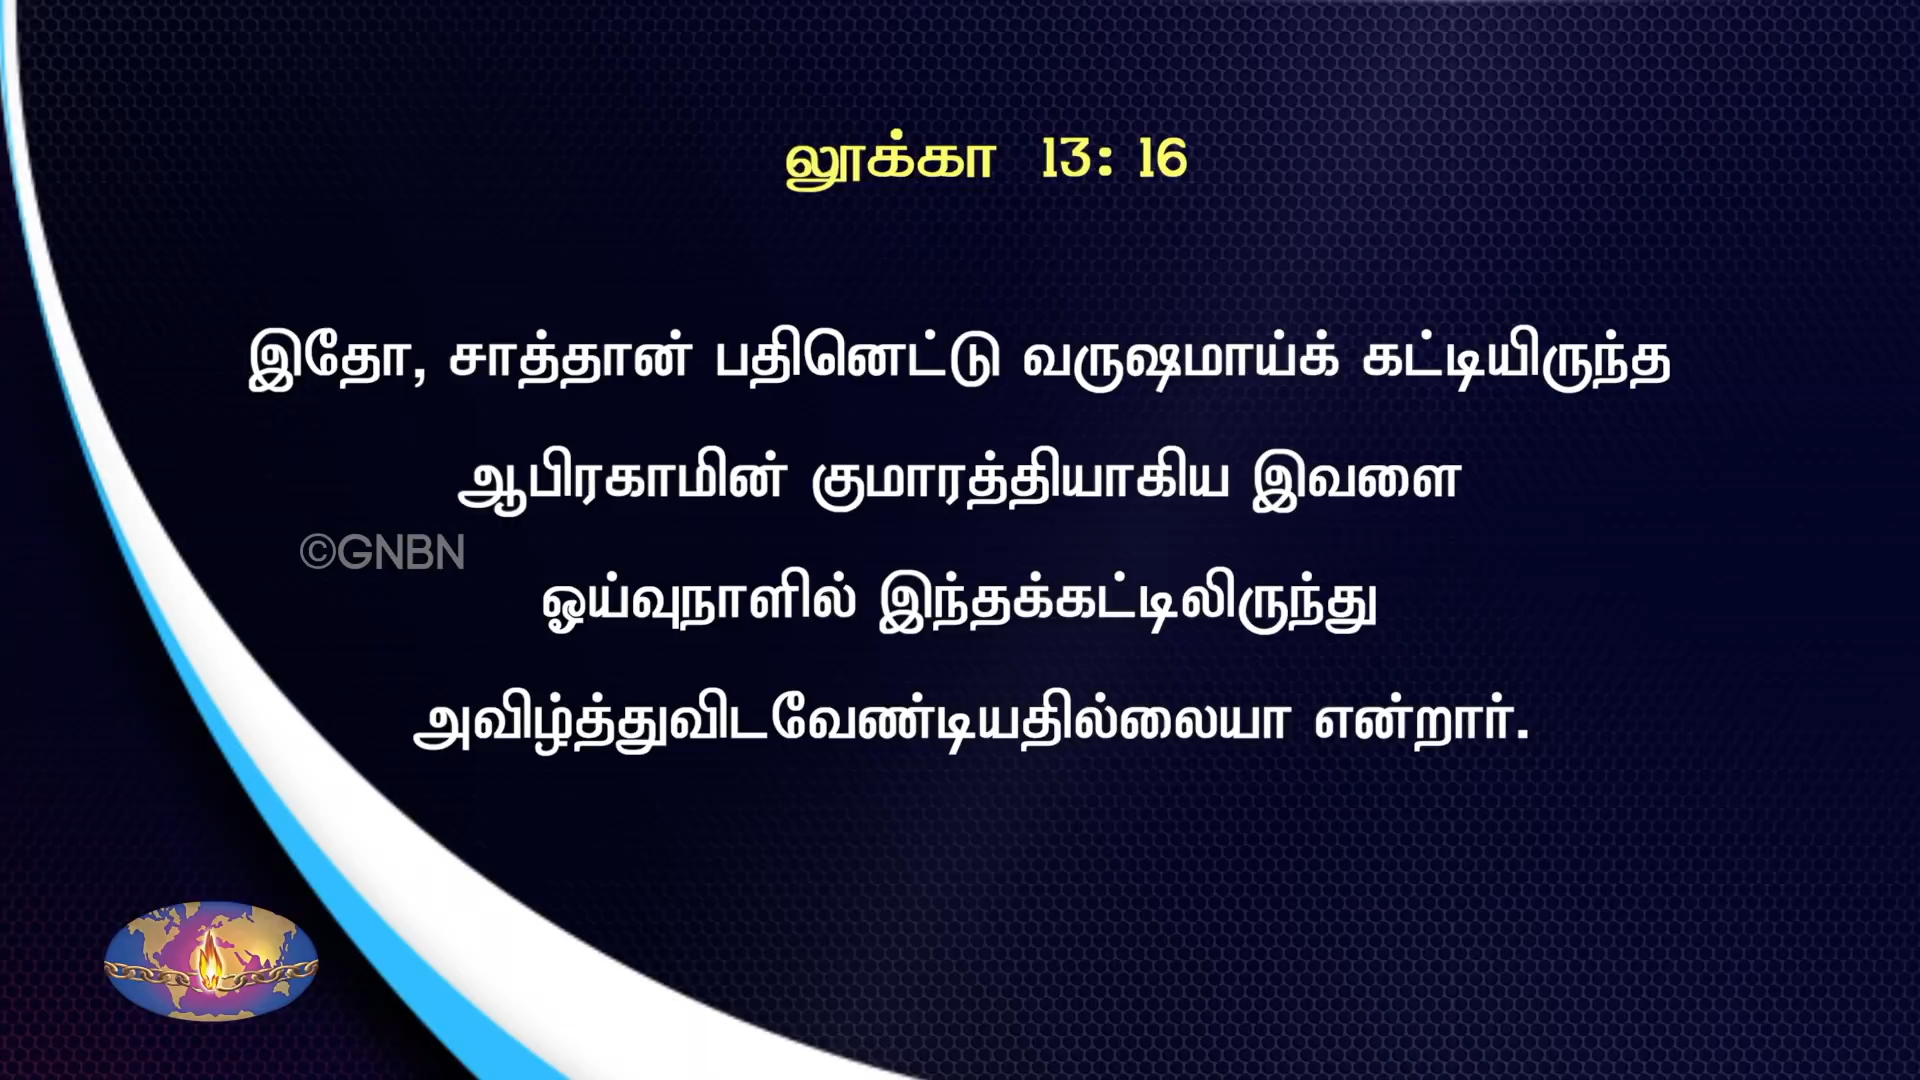 லூக்கா 13: 16
இதோ, சாத்தான் பதினெட்டு வருஷமாய்க் கட்டியிருந்த
ஆபிரகாமின் குமாரத்தியாகிய இவளை
©GNBN
ஓய்வுநாளில் இந்தக்கட்டிலிருந்து
அவிழ்த்துவிடவேண்டியதில்லையா என்றார்.